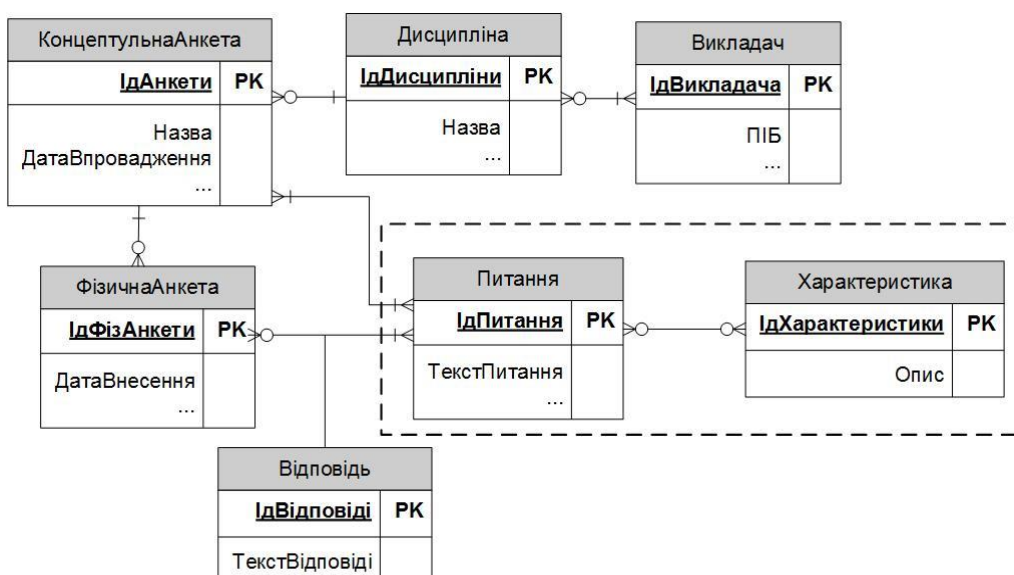 КонцептульнаАнкета
ІдАнкети PK
Назва
ДатаВпровадження
...
Дисципліна
ІдДисципліни PK
Назва
...
Викладач
ІдВикладача PK
ПІБ
...
ФізичнаАнкета
ІдФізАнкети PK
ДатаВнесення
...
Питання
ІдПитання PK
ТекстПитання
...
Характеристика
ІдХарактеристики PK
Опис
Відповідь
ІдВідповіді PK
ТекстВідповіді